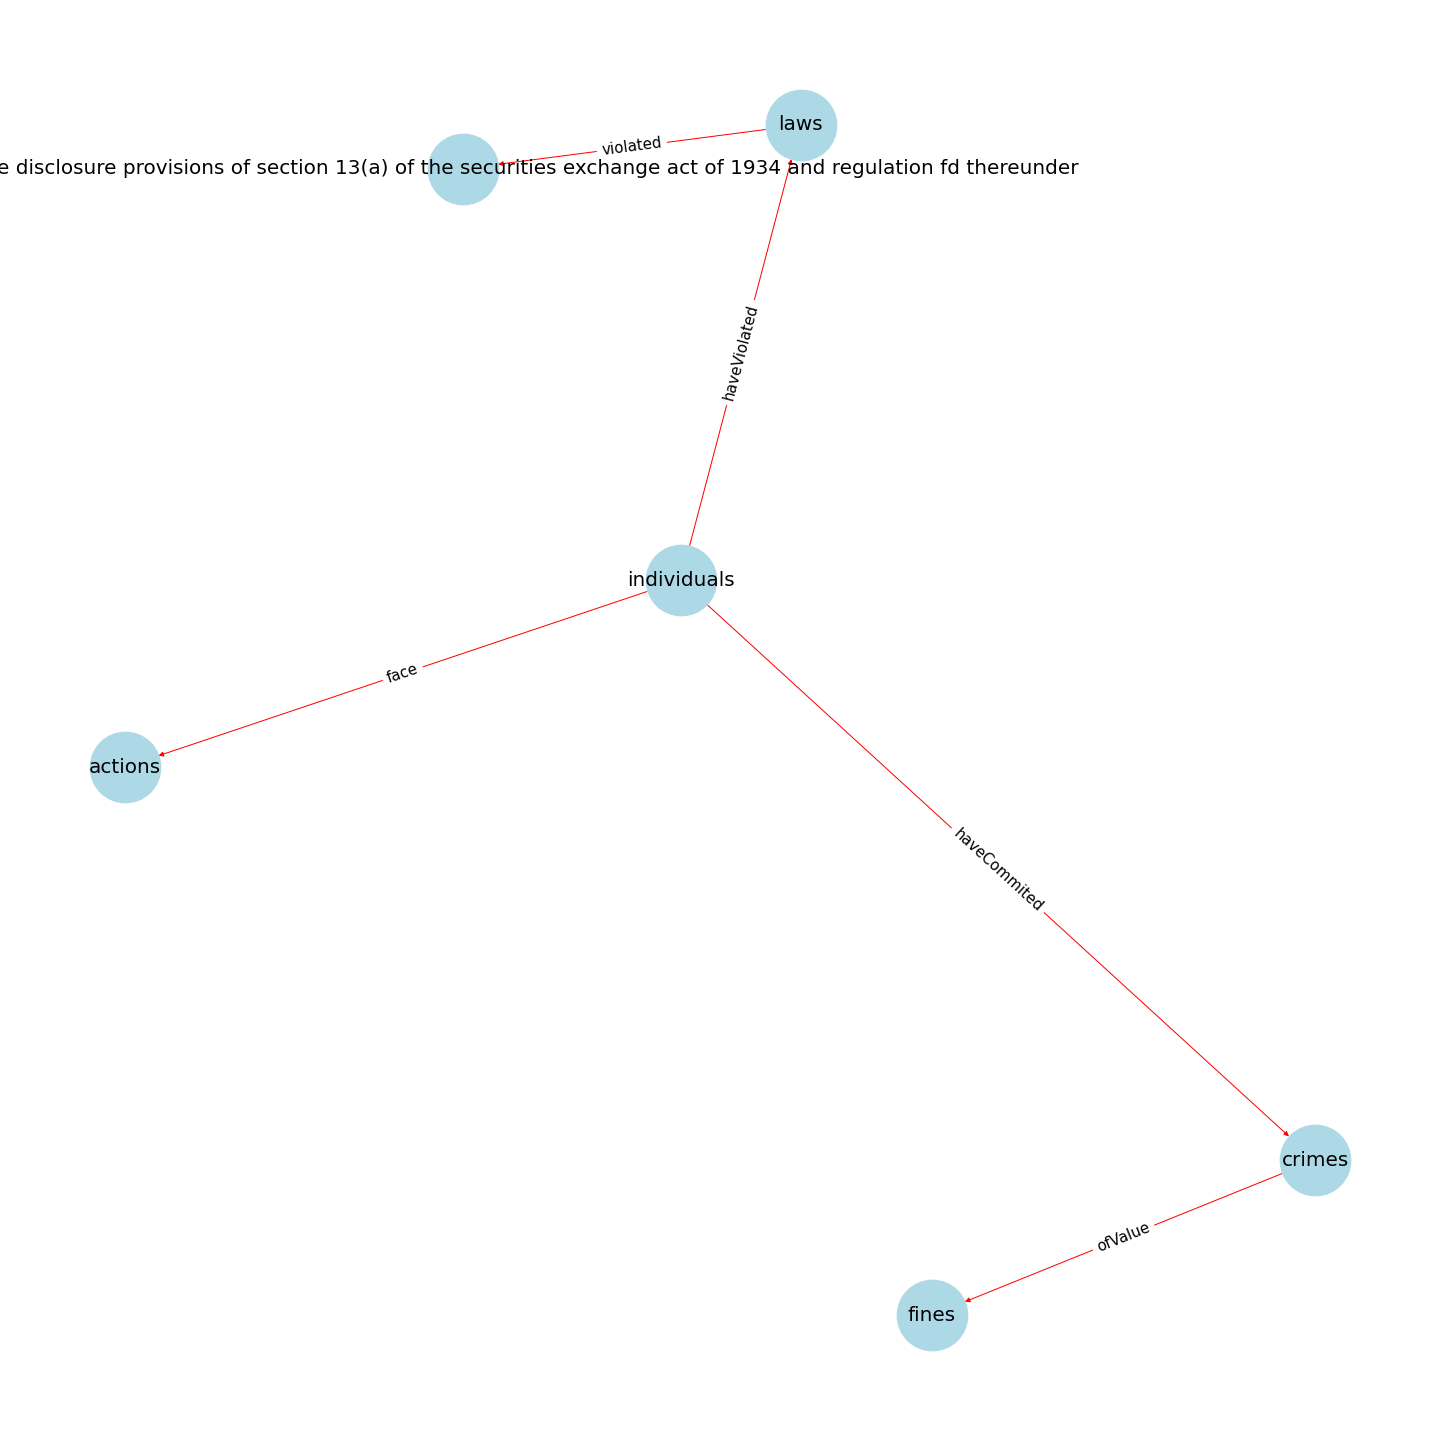 laws
violated
disclosure provisions of section 13(a) of the securities exchange act of 1934 and regulation fd thereunder
haveViolated
individuals
face
actions
haveCommited
crimes
ofValue
fines